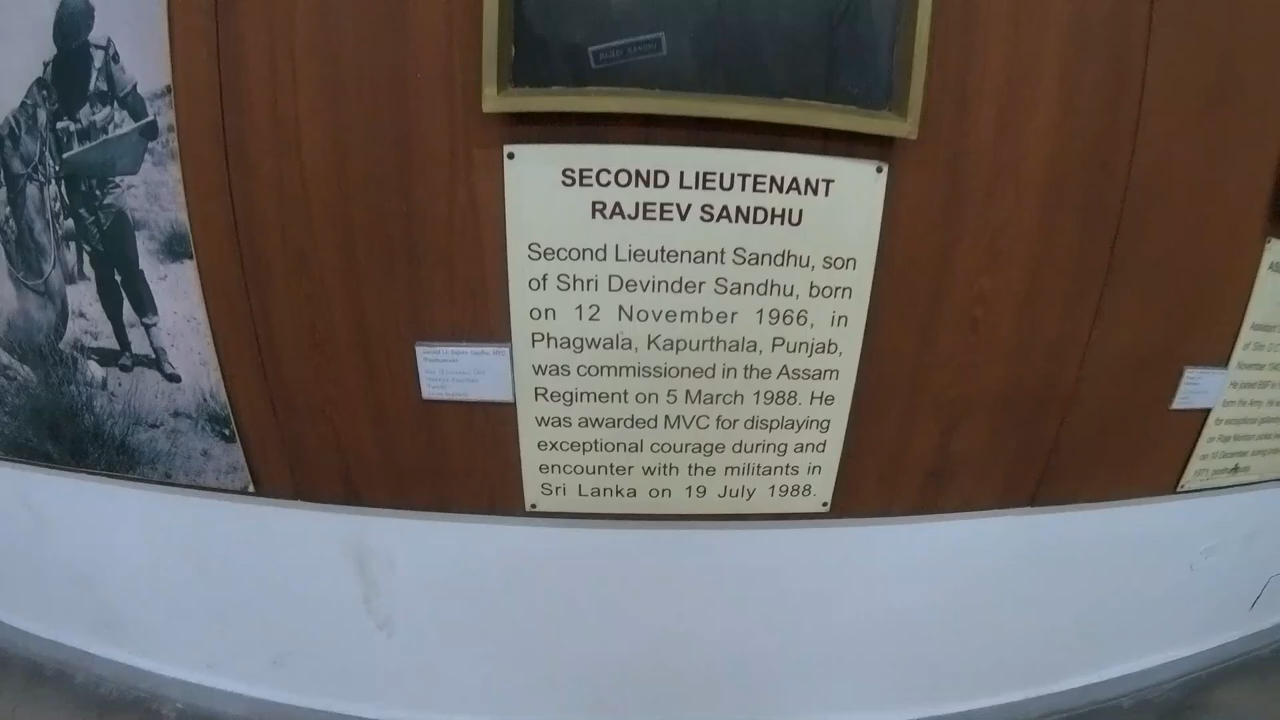 RAJEEV SANDHU
SECOND LIEUTENANT
RAJEEV SANDHU
Second Lieutenant Sandhu, son
of Shri Devinder Sandhu, born
on 12 November 1966, in
Phagwala, Kapurthala, Punjab,
was commissioned in the Assam
Regiment on 5 March 1988. He
was awarded MVC for displaying
exceptional courage during and
encounter with the militants in
Sri Lanka on 19 July 1988.